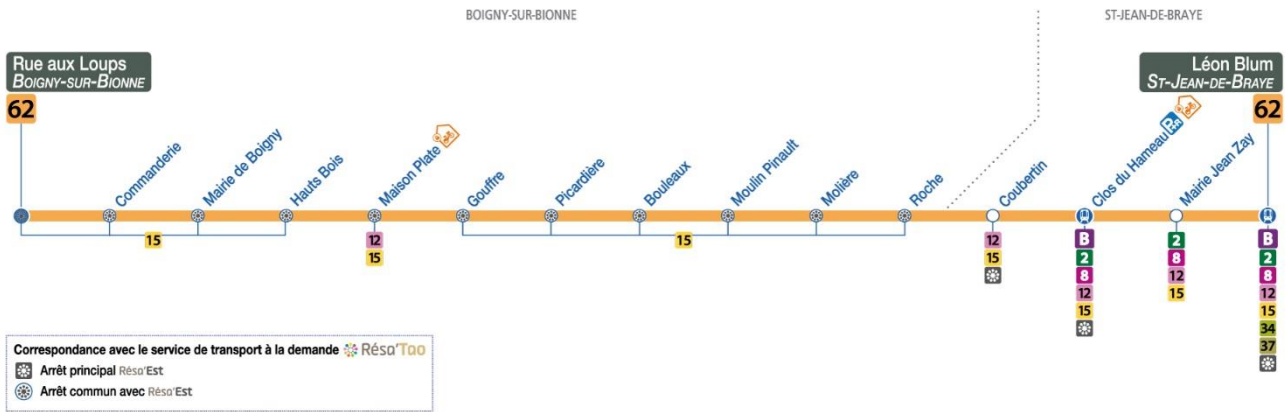 BOIGNY-SUR-BIONNE
ST-JEAN-DE-BRAYE
Rue aux Loups
BOIGNY-SUR-BIONNE
62
Léon Blum
ST-JEAN-DE-BRAYE
62
Commanderie
Mairie de Boigny
Hauts Bois
Maison Plate
Gouffre
Picardière
Bouleaux
Moulin Pinault
Molière
Roche
Coubertin
Clos du Hameau P+R
Mairie Jean Zay
15
12
15
15
12
15
B
2
8
12
15
2
8
12
15
B
2
8
12
15
34
37
Correspondance avec le service de transport à la demande Résa'Tao
Arrêt principal Résa'Est
Arrêt commun avec Résa'Est